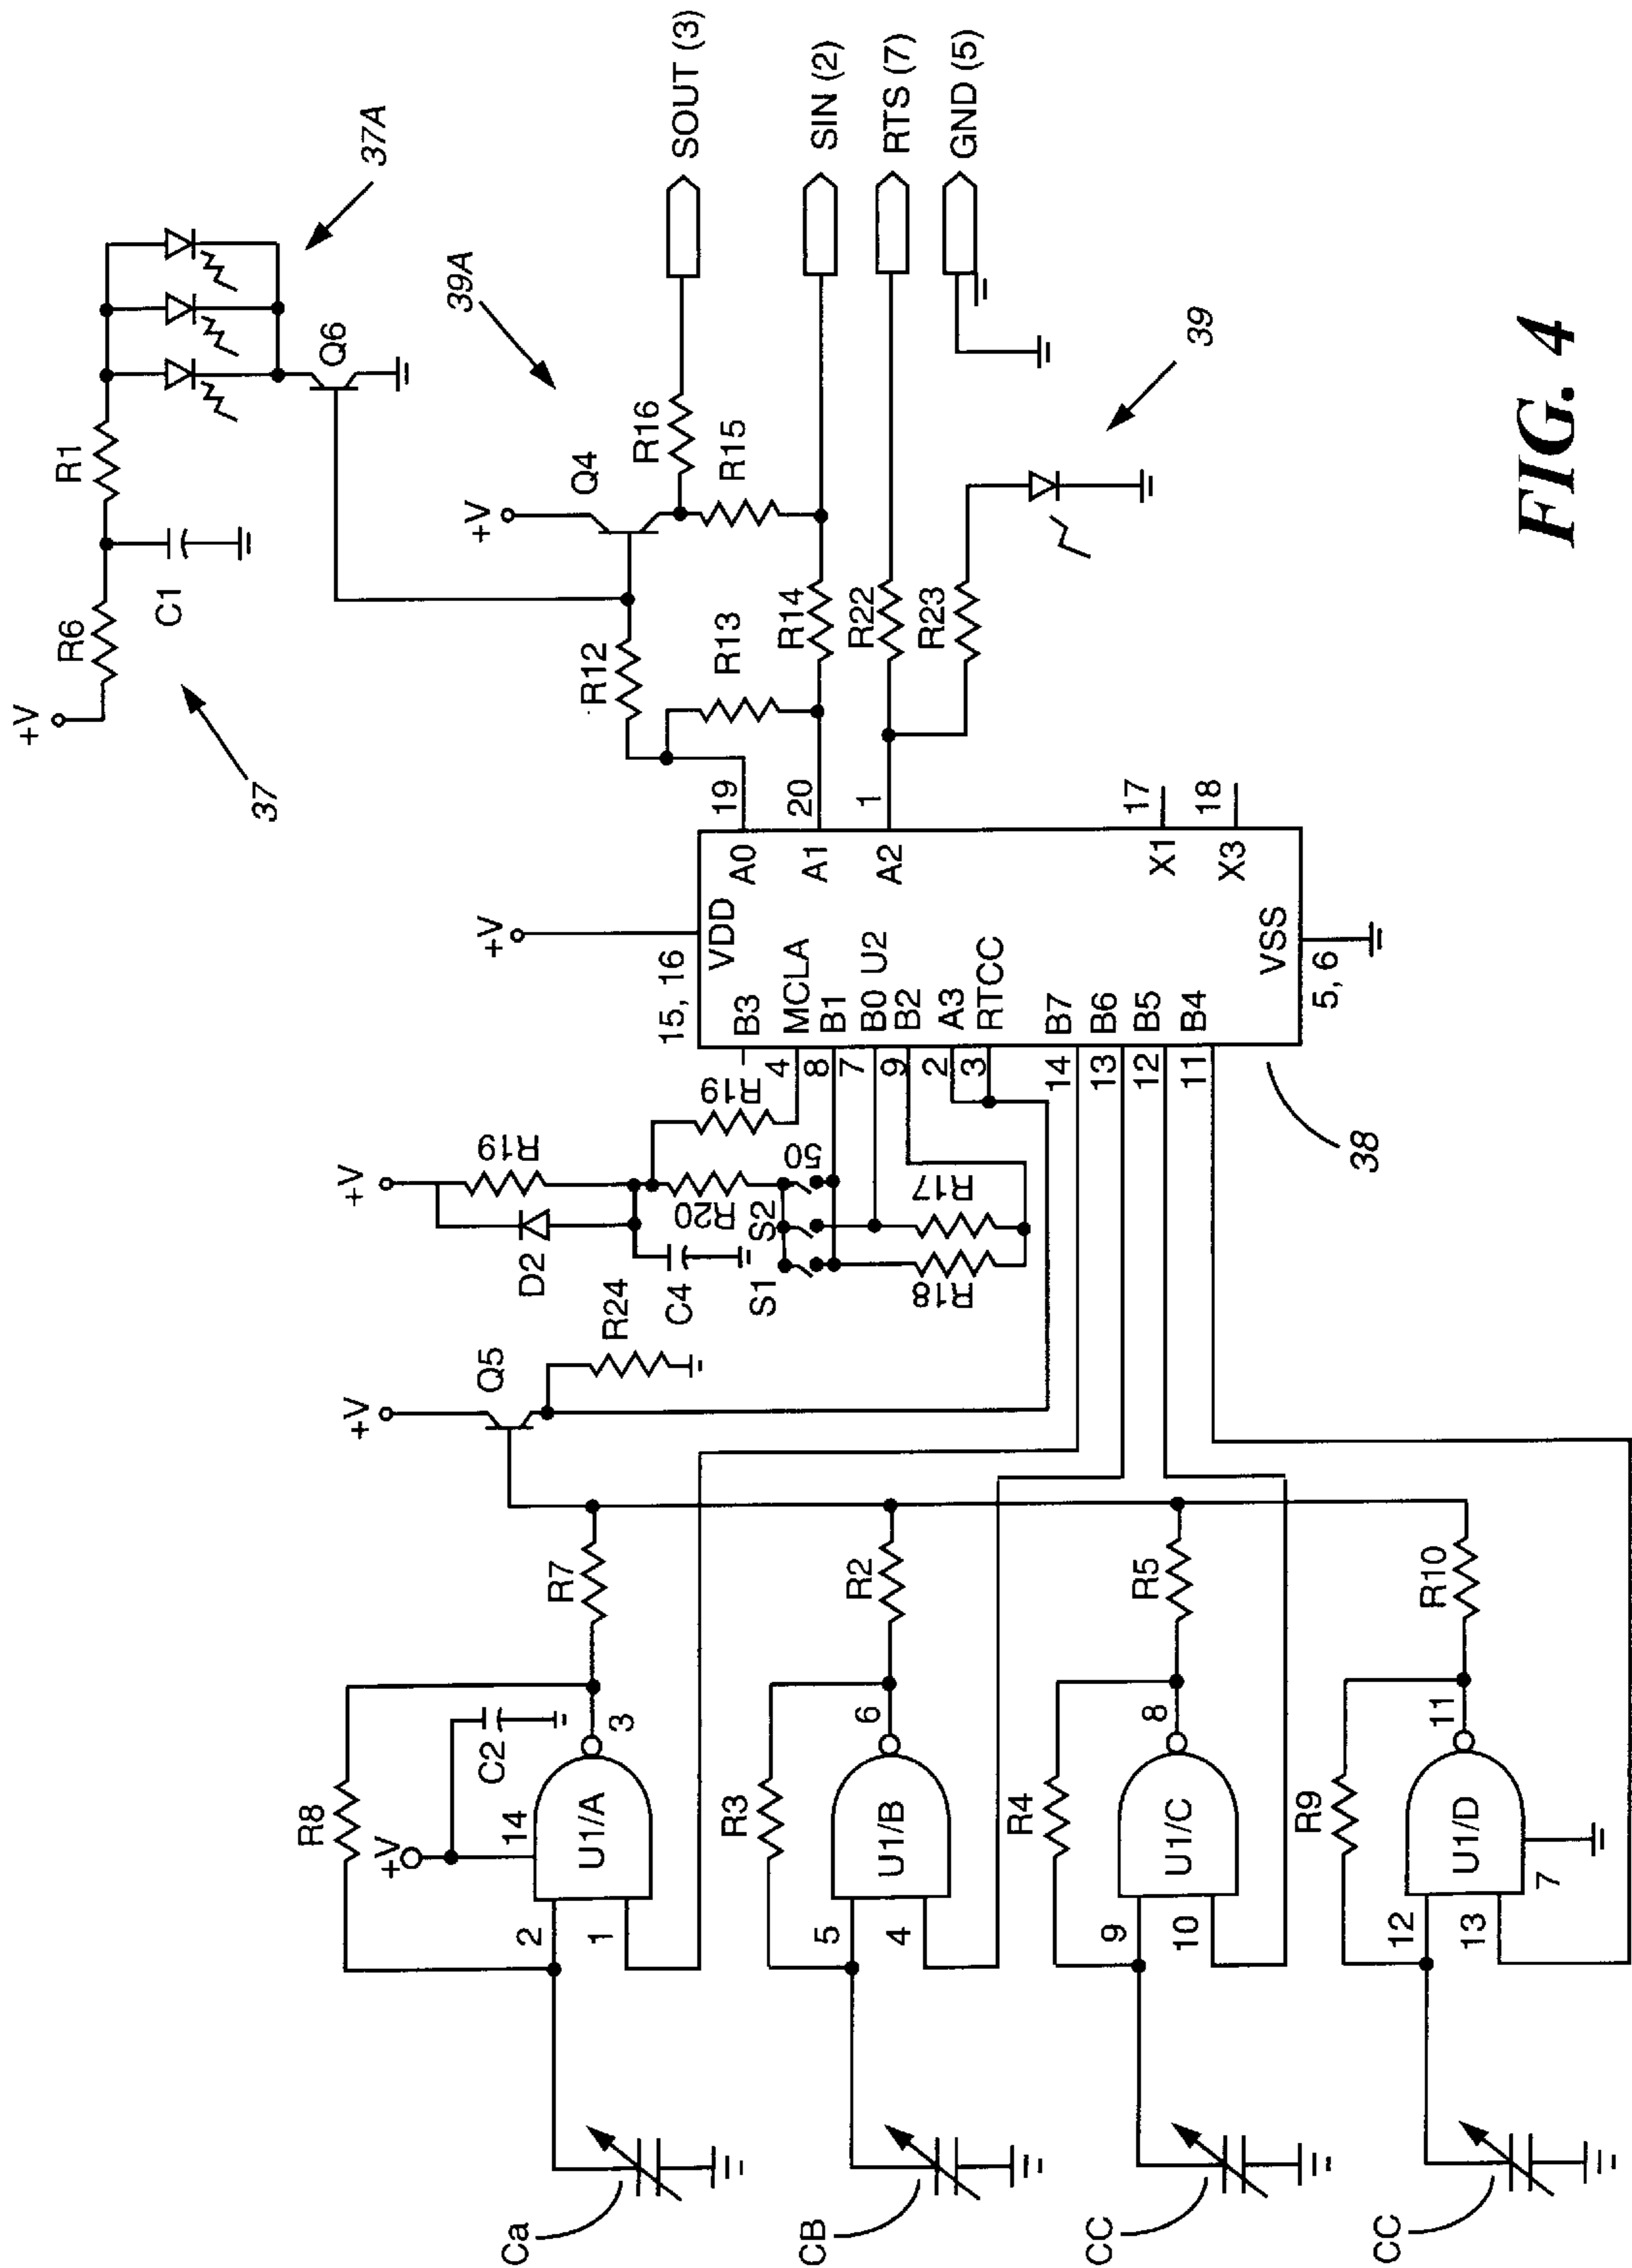 +V
R6
R1
C1
37
37A
Q6
39A
+V
Q4
R16
SOUT (3)
R15
R12
R13
R14
SIN (2)
R22
RTS (7)
R23
GND (5)
39
+V
15, 16
VDD
19
A0
20
A1
1
A2
17
X1
18
X3
VSS
5, 6
38
B3
MCLA
4
B1
8
B0
U2
7
B2
9
A3
2
RTCC
3
B7
14
B6
13
B5
12
B4
11
+V
R19
R19
D2
R20
C4
S1
S2
50
R17
R18
+V
Q5
R24
R8
R7
+V
C2
14
U1/A
3
2
1
Ca
R3
R2
U1/B
6
5
4
CB
R4
R5
U1/C
8
9
10
CC
R9
R10
U1/D
11
12
13
7
CC
FIG. 4